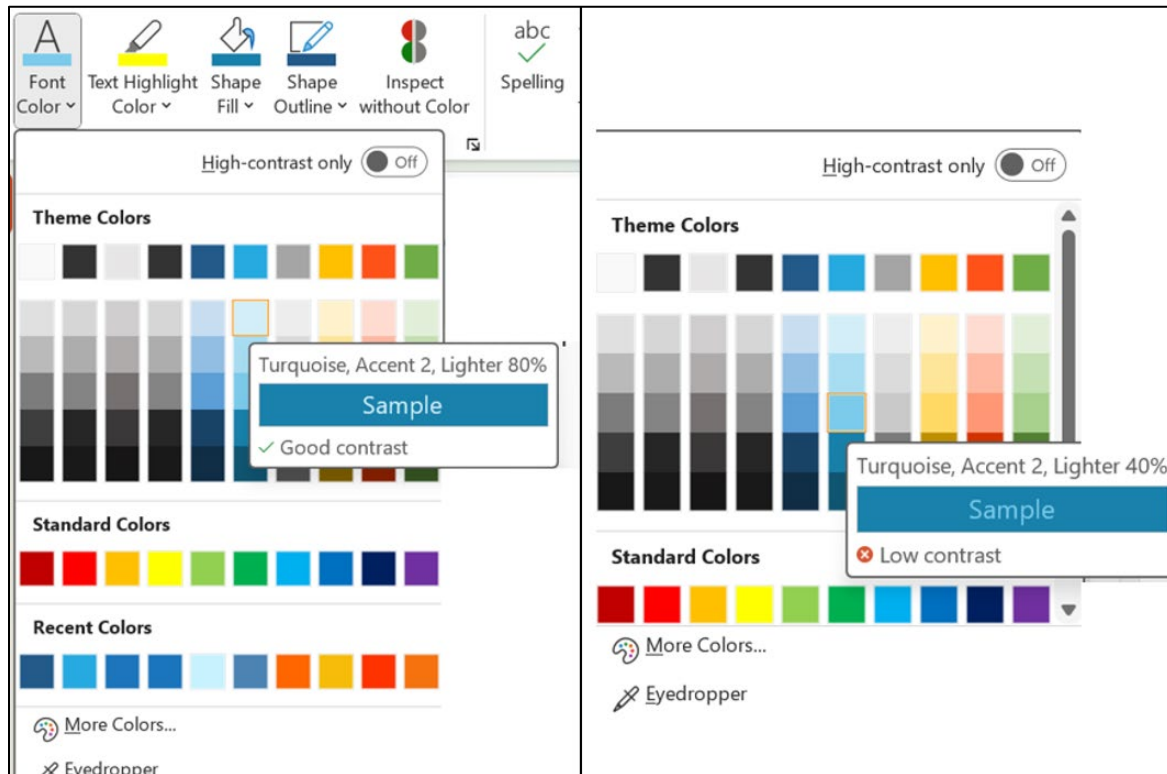 A
abc
Font Color
Text Highlight Color
Shape Fill
Shape Outline
Inspect without Color
Spelling
High-contrast only Off
Theme Colors
Turquoise, Accent 2, Lighter 80%
Sample
Good contrast
Standard Colors
Recent Colors
More Colors...
Eyedropper
High-contrast only Off
Theme Colors
Turquoise, Accent 2, Lighter 40%
Sample
Low contrast
Standard Colors
More Colors...
Eyedropper